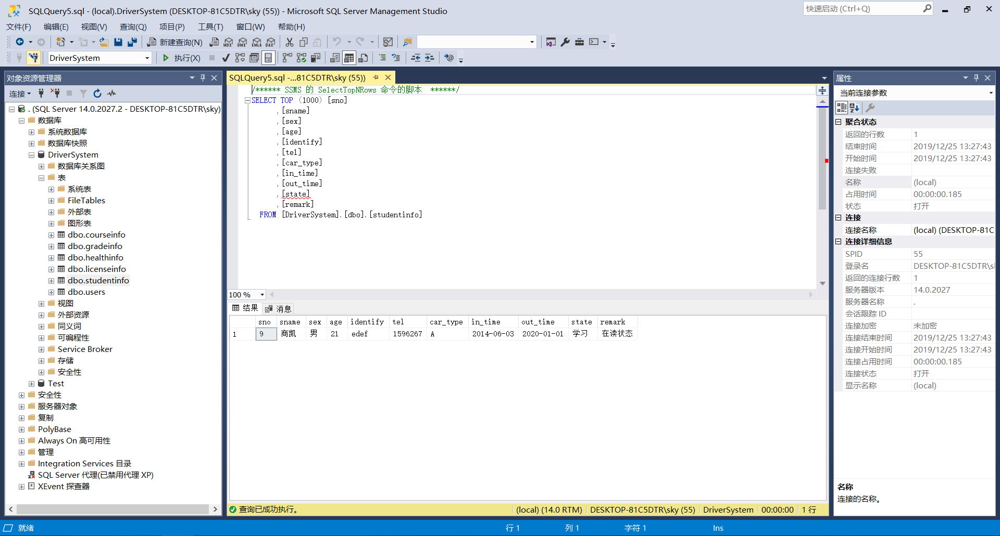 SQLQuery5.sql - (local).DriverSystem (DESKTOP-81C5DTR\sky (55)) - Microsoft SQL Server Management Studio
快速启动 (Ctrl+Q)
文件(F) 编辑(E) 视图(V) 查询(Q) 项目(P) 工具(T) 窗口(W) 帮助(H)
新建查询(N) MDX DMX XMLA DAX
DriverSystem 执行(X)
对象资源管理器
连接
. (SQL Server 14.0.2027.2 - DESKTOP-81C5DTR\sky)
数据库
系统数据库
数据库快照
DriverSystem
数据库关系图
表
系统表
FileTables
外部表
图形表
dbo.courseinfo
dbo.gradeinfo
dbo.healthinfo
dbo.licenseinfo
dbo.studentinfo
dbo.users
视图
外部资源
同义词
可编程性
Service Broker
存储
安全性
Test
安全性
服务器对象
复制
PolyBase
Always On 高可用性
管理
Integration Services 目录
SQL Server 代理(已禁用代理 XP)
XEvent 探查器
SQLQuery5.sql -...81C5DTR\sky (55))
/****** SSMS 的 SelectTopNRows 命令的脚本  ******/
SELECT TOP (1000) [sno]
,[sname]
,[sex]
,[age]
,[identify]
,[tel]
,[car_type]
,[in_time]
,[out_time]
,[state]
,[remark]
FROM [DriverSystem].[dbo].[studentinfo]
100 %
结果 消息
sno sname sex age identify tel car_type in_time out_time state remark
1 9 商凯 男 21 edef 1596267 A 2014-06-03 2020-01-01 学习 在读状态
查询已成功执行。 (local) (14.0 RTM) DESKTOP-81C5DTR\sky (55) DriverSystem 00:00:00 1 行
属性
当前连接参数
聚合状态
返回的行数 1
结束时间 2019/12/25 13:27:43
开始时间 2019/12/25 13:27:43
连接失败
名称 (local)
占用时间 00:00:00.185
状态 打开
连接
连接名称 (local) (DESKTOP-81C
连接详细信息
SPID 55
登录名 DESKTOP-81C5DTR\sl
返回的连接行数 1
服务器版本 14.0.2027
服务器名称 .
会话跟踪 ID
连接加密 未加密
连接结束时间 2019/12/25 13:27:43
连接开始时间 2019/12/25 13:27:43
连接占用时间 00:00:00.185
连接状态 打开
显示名称 (local)
名称
连接的名称。
就绪 行 1 列 1 字符 1 Ins